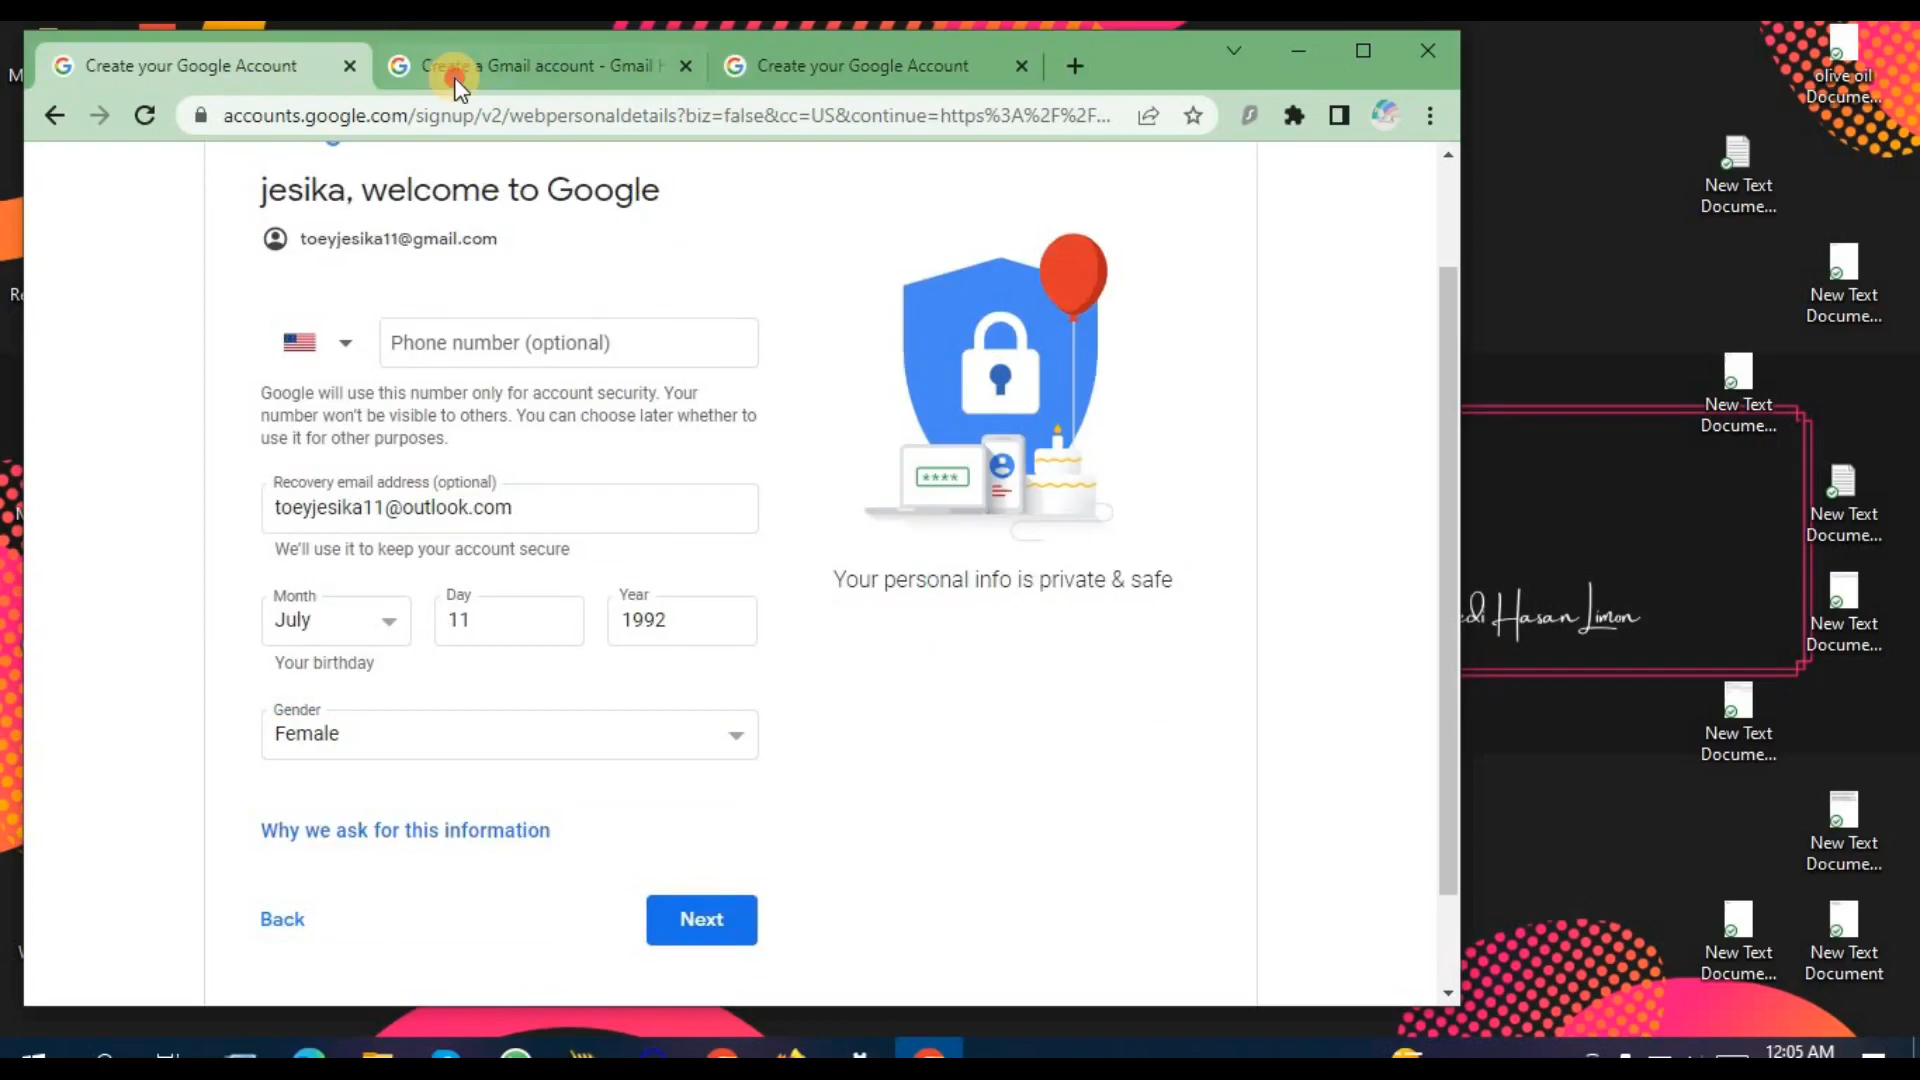 Create your Google Account
Create a Gmail account - Gmail H
Create your Google Account
accounts.google.com/signup/v2/webpersonaldetails?biz=false&cc=US&continue=https%3A%2F%2F...
jesika, welcome to Google
toeyjesika11@gmail.com
Phone number (optional)
Google will use this number only for account security. Your
number won't be visible to others. You can choose later whether to
use it for other purposes.
Recovery email address (optional)
toeyjesika11@outlook.com
We'll use it to keep your account secure
Month
July
Day
11
Year
1992
Your birthday
Gender
Female
Why we ask for this information
Back
Next
****
Your personal info is private & safe
olive oil
Docume...
New Text
Docume...
New Text
Docume...
New Text
Docume...
New Text
Docume...
New Text
Docume...
New Text
Docume...
New Text
Docume...
New Text
Docume...
New Text
Document
Hasan Limon
12:05 AM